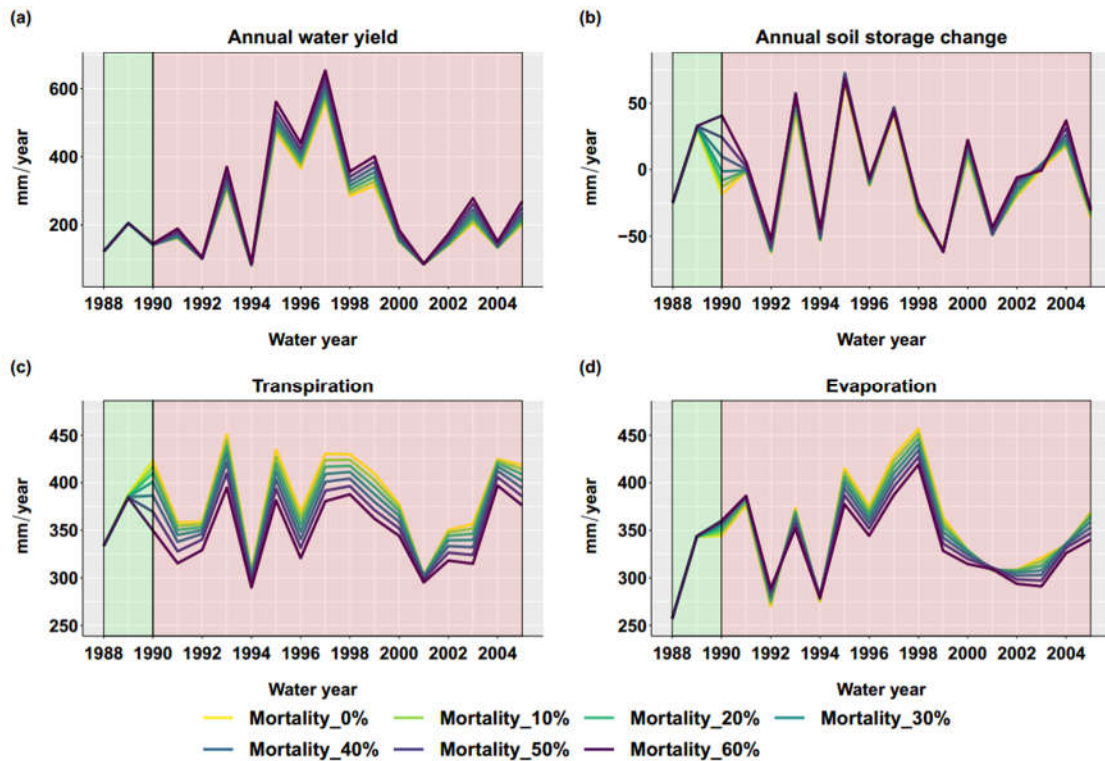 (a)
Annual water yield
mm/year
600
400
200
1988 1990 1992 1994 1996 1998 2000 2002 2004
Water year
(b)
Annual soil storage change
mm/year
50
0
−50
1988 1990 1992 1994 1996 1998 2000 2002 2004
Water year
(c)
Transpiration
mm/year
450
400
350
300
250
1988 1990 1992 1994 1996 1998 2000 2002 2004
Water year
(d)
Evaporation
mm/year
450
400
350
300
250
1988 1990 1992 1994 1996 1998 2000 2002 2004
Water year
Mortality_0% Mortality_10% Mortality_20% Mortality_30%
Mortality_40% Mortality_50% Mortality_60%